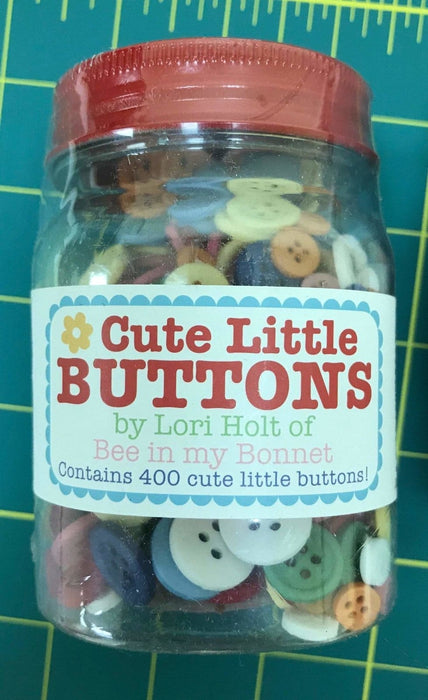 Cute Little
BUTTONS
by Lori Holt of
Bee in my Bonnet
Contains 400 cute little buttons!